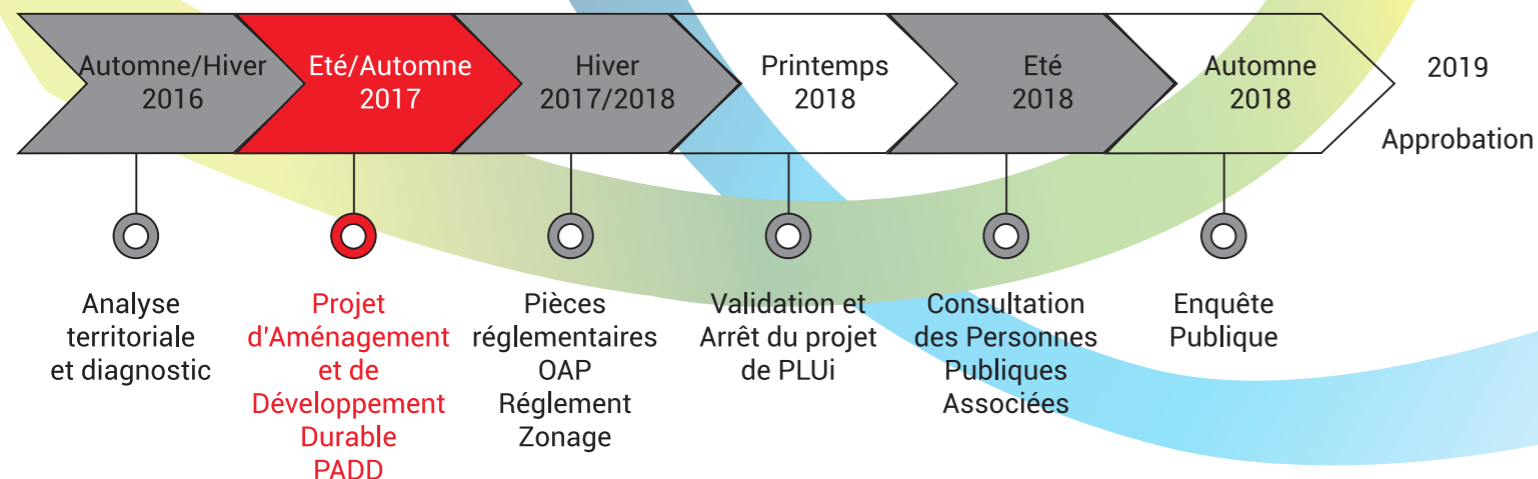 Automne/Hiver
2016
Eté/Automne
2017
Hiver
2017/2018
Printemps
2018
Eté
2018
Automne
2018
2019
Approbation
Analyse
territoriale
et diagnostic
Projet
d'Aménagement
et de
Développement
Durable
PADD
Pièces
réglementaires
OAP
Réglement
Zonage
Validation et
Arrêt du projet
de PLUi
Consultation
des Personnes
Publiques
Associées
Enquête
Publique